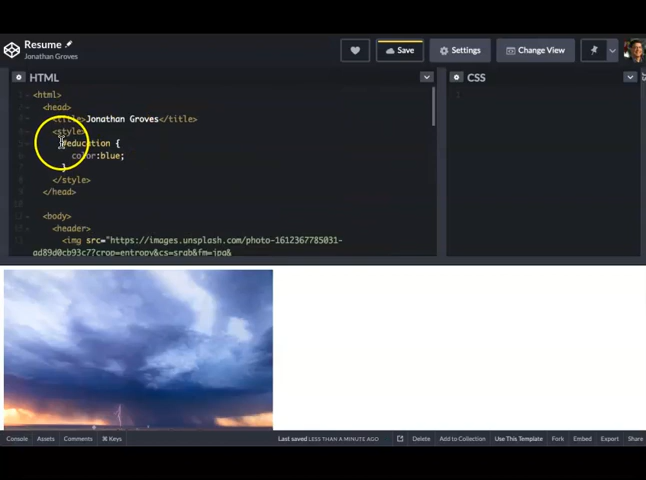 Resume
Jonathan Groves
Save
Settings
Change View
HTML
CSS
<html>
<head>
<title>Jonathan Groves</title>
<style>
#education {
color:blue;
}
</style>
</head>
<body>
<header>
<img src="https://images.unsplash.com/photo-1612367785031-
ad89d0cb93c7?crop=entropy&cs=srgb&fm=jpg&
1
Console Assets Comments ⌘ Keys Last saved LESS THAN A MINUTE AGO Delete Add to Collection Use This Template Fork Embed Export Share